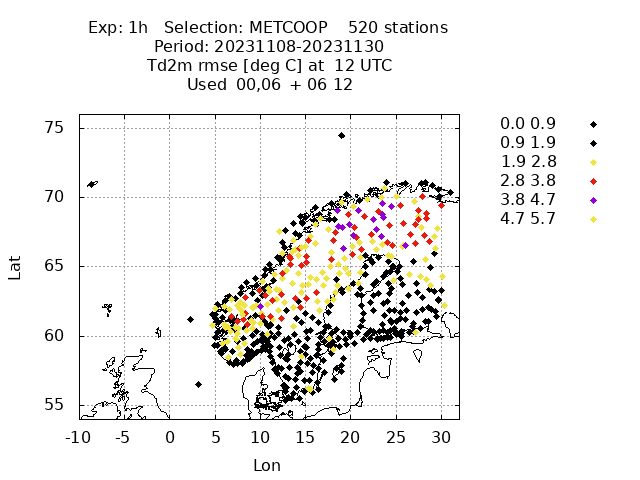 Exp: 1h Selection: METCOOP 520 stations
Period: 20231108-20231130
Td2m rmse [deg C] at 12 UTC
Used 00,06 + 06 12
0.0 0.9
0.9 1.9
1.9 2.8
2.8 3.8
3.8 4.7
4.7 5.7
Lat
75
70
65
60
55
-10 -5 0 5 10 15 20 25 30
Lon